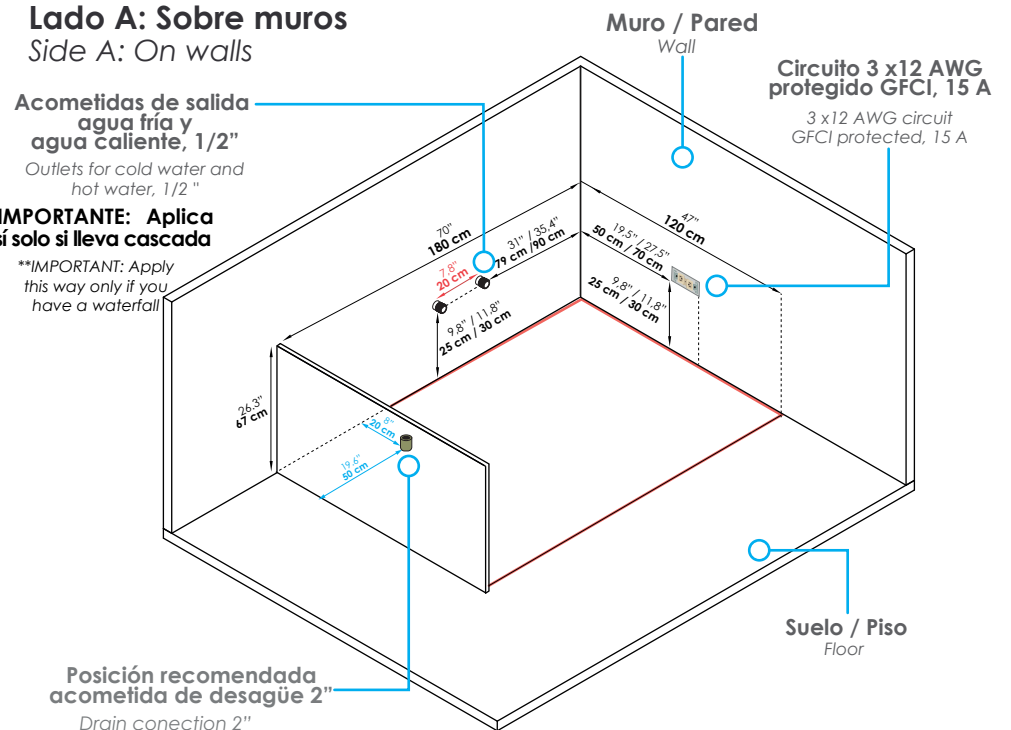 Lado A: Sobre muros
Side A: On walls
Muro / Pared
Wall
Circuito 3 x12 AWG
protegido GFCI, 15 A
3 x12 AWG circuit
GFCI protected, 15 A
Acometidas de salida
agua fría y
agua caliente, 1/2”
Outlets for cold water and
hot water, 1/2 "
IMPORTANTE: Aplica
sí solo si lleva cascada
**IMPORTANT: Apply
this way only if you
have a waterfall
70"
180 cm
47"
120 cm
31" / 35.4"
79 cm /90 cm
19.5" / 27.5"
50 cm / 70 cm
7.8"
20 cm
9.8" / 11.8"
25 cm / 30 cm
9.8" / 11.8"
25 cm / 30 cm
26.3"
67 cm
8"
20 cm
19.6"
50 cm
Suelo / Piso
Floor
Posición recomendada
acometida de desagüe 2”
Drain conection 2”